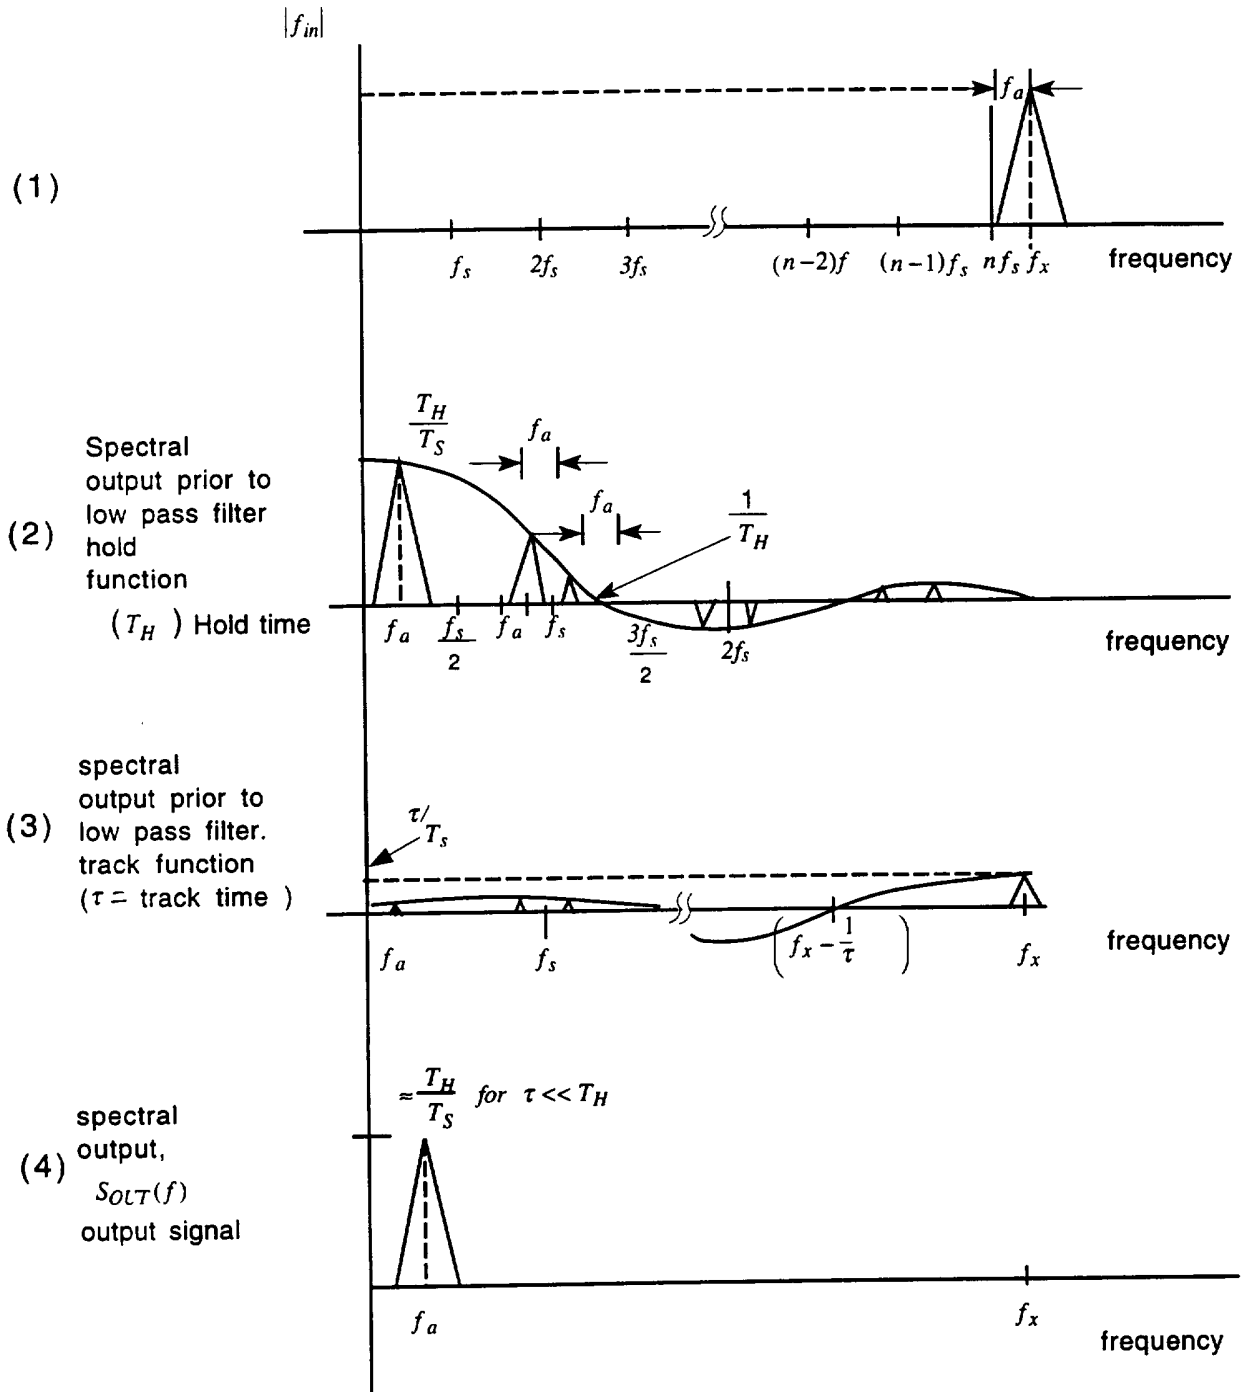 |f_in|
f_a
(1)
f_s 2f_s 3f_s (n−2)f (n−1)f_s nf_s f_x frequency
T_H/T_S
f_a
f_a
1/T_H
(2)
Spectral
output prior to
low pass filter
hold
function
(T_H ) Hold time
f_a f_s/2 f_a f_s 3f_s/2 2f_s frequency
(3)
spectral
output prior to
low pass filter.
track function
(τ = track time )
τ/T_s
f_a f_s (f_x − 1/τ) f_x frequency
≈ T_H/T_S for τ << T_H
(4)
spectral
output,
S_OLT(f)
output signal
f_a f_x
frequency